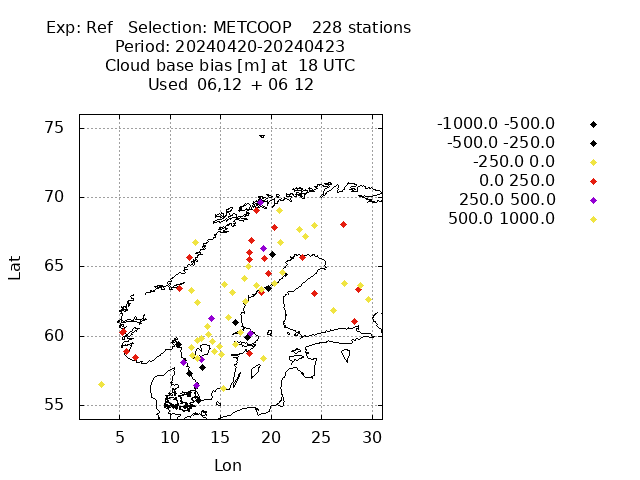 Exp: Ref   Selection: METCOOP    228 stations
Period: 20240420-20240423
Cloud base bias [m] at  18 UTC
Used  06,12  + 06 12
-1000.0 -500.0
-500.0 -250.0
-250.0 0.0
0.0 250.0
250.0 500.0
500.0 1000.0
75
70
65
60
55
Lat
5 10 15 20 25 30
Lon